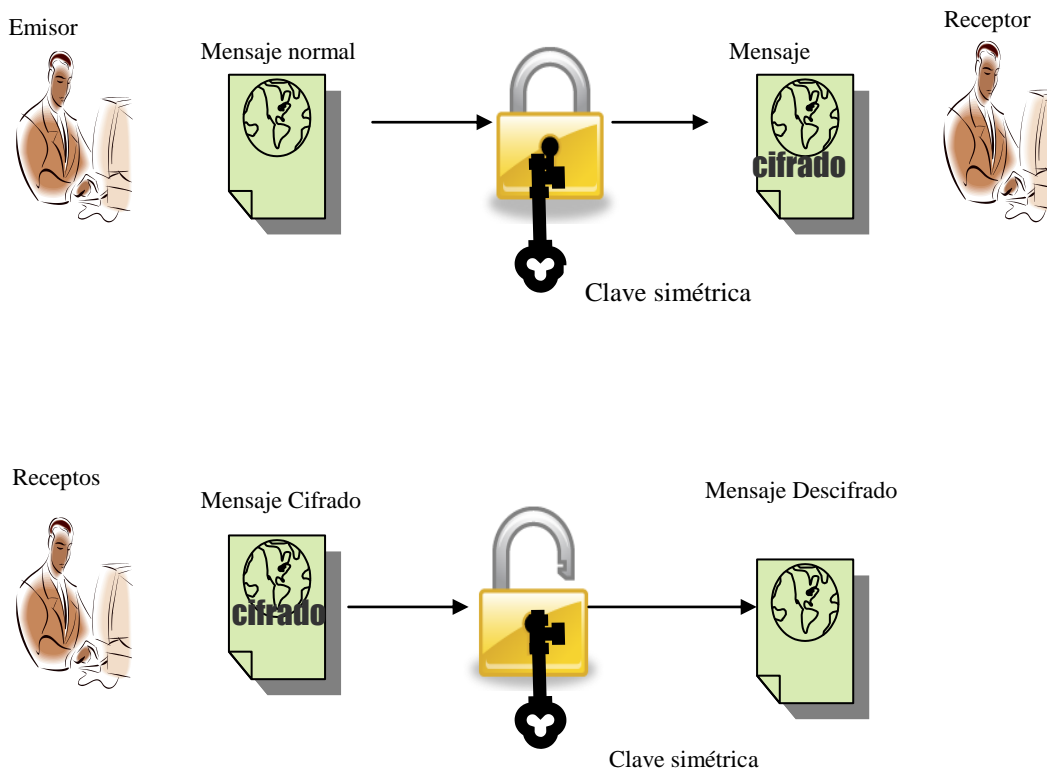 Emisor
Receptor
Mensaje normal
Mensaje
cifrado
Clave simétrica
Receptos
Mensaje Cifrado
Mensaje Descifrado
cifrado
Clave simétrica